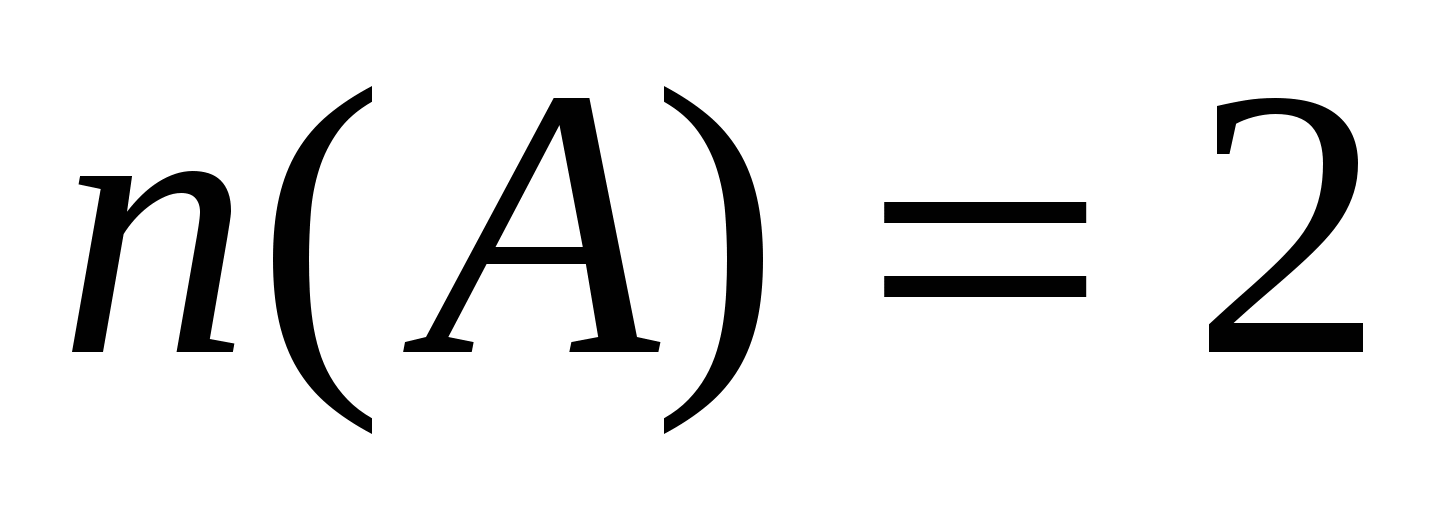 n(A) = 2